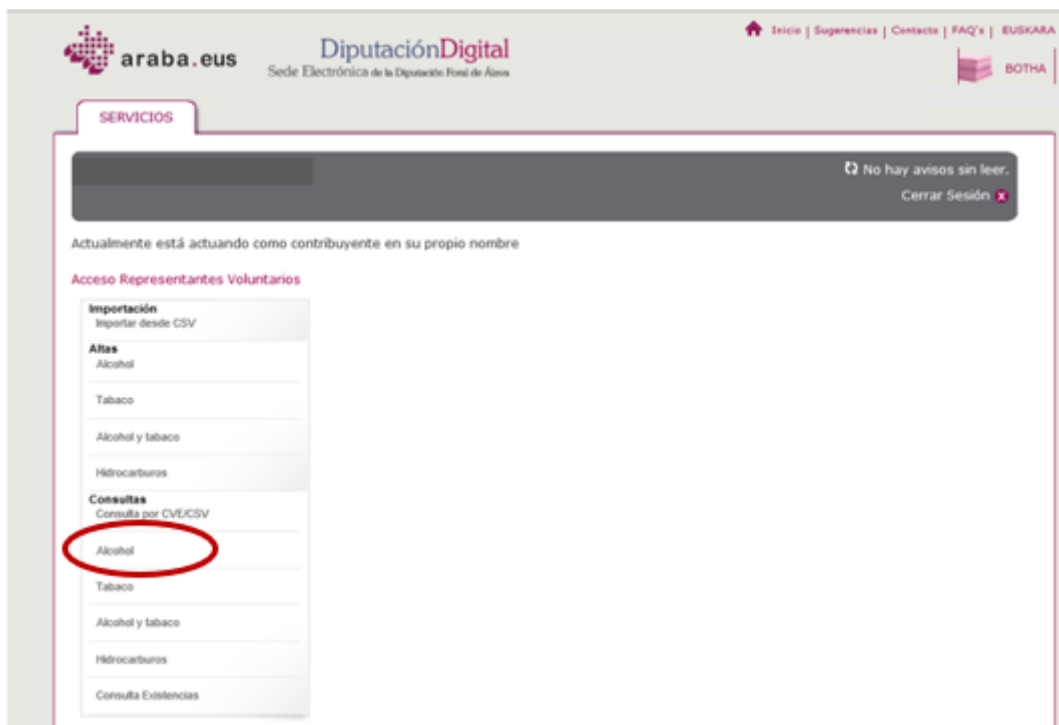 araba.eus
DiputaciónDigital
Sede Electrónica de la Diputación Foral de Álava
Inicio | Sugerencias | Contacto | FAQ's | EUSKARA
BOTHA
SERVICIOS
No hay avisos sin leer.
Cerrar Sesión
Actualmente está actuando como contribuyente en su propio nombre
Acceso Representantes Voluntarios
Importación
Importar desde CSV
Altas
Alcohol
Tabaco
Alcohol y tabaco
Hidrocarburos
Consultas
Consulta por CVE/CSV
Alcohol
Tabaco
Alcohol y tabaco
Hidrocarburos
Consulta Existencias